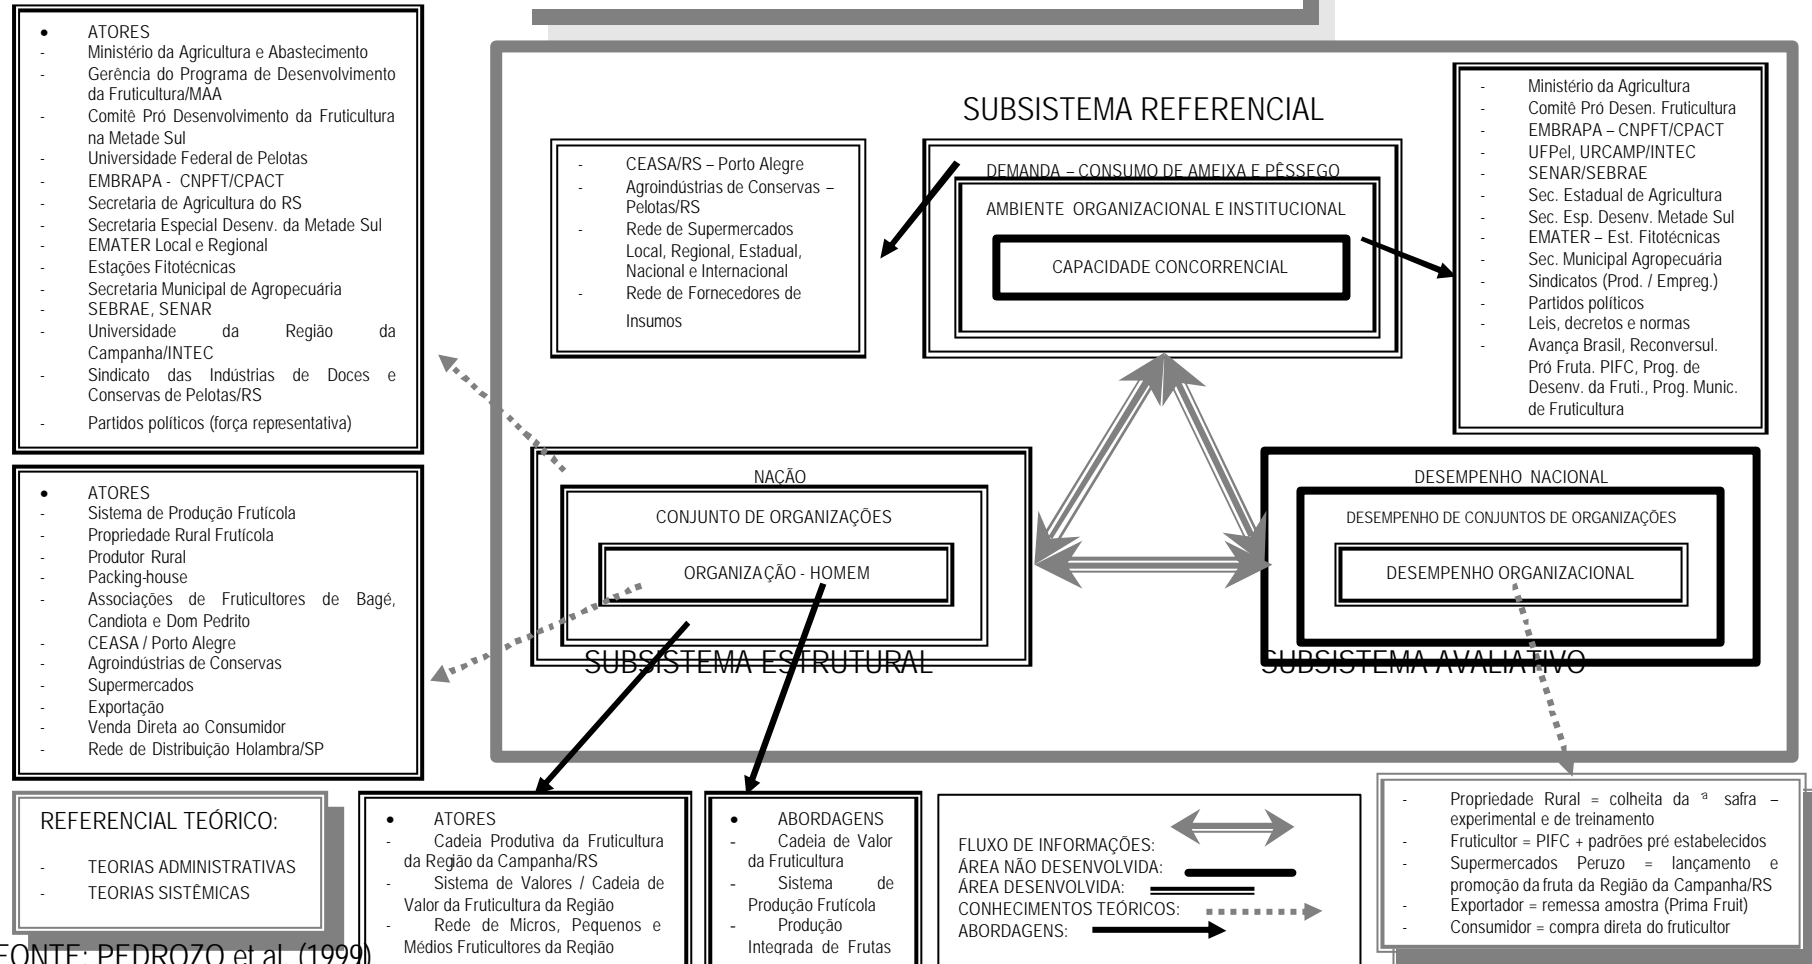 • ATORES
- Ministério da Agricultura e Abastecimento
- Gerência do Programa de Desenvolvimento
da Fruticultura/MAA
- Comitê Pró Desenvolvimento da Fruticultura
na Metade Sul
- Universidade Federal de Pelotas
- EMBRAPA - CNPFT/CPACT
- Secretaria de Agricultura do RS
- Secretaria Especial Desenv. da Metade Sul
- EMATER Local e Regional
- Estações Fitotécnicas
- Secretaria Municipal de Agropecuária
- SEBRAE, SENAR
- Universidade da Região da
Campanha/INTEC
- Sindicato das Indústrias de Doces e
Conservas de Pelotas/RS
- Partidos políticos (força representativa)
• ATORES
- Sistema de Produção Frutícola
- Propriedade Rural Frutícola
- Produtor Rural
- Packing-house
- Associações de Fruticultores de Bagé,
Candiota e Dom Pedrito
- CEASA / Porto Alegre
- Agroindústrias de Conservas
- Supermercados
- Exportação
- Venda Direta ao Consumidor
- Rede de Distribuição Holambra/SP
SUBSISTEMA REFERENCIAL
- CEASA/RS – Porto Alegre
- Agroindústrias de Conservas –
Pelotas/RS
- Rede de Supermercados
Local, Regional, Estadual,
Nacional e Internacional
- Rede de Fornecedores de
Insumos
DEMANDA – CONSUMO DE AMEIXA E PÊSSEGO
AMBIENTE ORGANIZACIONAL E INSTITUCIONAL
CAPACIDADE CONCORRENCIAL
- Ministério da Agricultura
- Comitê Pró Desen. Fruticultura
- EMBRAPA – CNPFT/CPACT
- UFPel, URCAMP/INTEC
- SENAR/SEBRAE
- Sec. Estadual de Agricultura
- Sec. Esp. Desenv. Metade Sul
- EMATER – Est. Fitotécnicas
- Sec. Municipal Agropecuária
- Sindicatos (Prod. / Empreg.)
- Partidos políticos
- Leis, decretos e normas
- Avança Brasil, Reconversul.
Pró Fruta. PIFC, Prog. de
Desenv. da Fruti., Prog. Munic.
de Fruticultura
NAÇÃO
CONJUNTO DE ORGANIZAÇÕES
ORGANIZAÇÃO - HOMEM
SUBSISTEMA ESTRUTURAL
DESEMPENHO NACIONAL
DESEMPENHO DE CONJUNTOS DE ORGANIZAÇÕES
DESEMPENHO ORGANIZACIONAL
SUBSISTEMA AVALIATIVO
REFERENCIAL TEÓRICO:
- TEORIAS ADMINISTRATIVAS
- TEORIAS SISTÊMICAS
FONTE: PEDROZO et al. (1999)
• ATORES
- Cadeia Produtiva da Fruticultura
da Região da Campanha/RS
- Sistema de Valores / Cadeia de
Valor da Fruticultura da Região
- Rede de Micros, Pequenos e
Médios Fruticultores da Região
• ABORDAGENS
- Cadeia de Valor
da Fruticultura
- Sistema de
Produção Frutícola
- Produção
Integrada de Frutas
FLUXO DE INFORMAÇÕES:
ÁREA NÃO DESENVOLVIDA:
ÁREA DESENVOLVIDA:
CONHECIMENTOS TEÓRICOS:
ABORDAGENS:
- Propriedade Rural = colheita da ª safra –
experimental e de treinamento
- Fruticultor = PIFC + padrões pré estabelecidos
- Supermercados Peruzo = lançamento e
promoção da fruta da Região da Campanha/RS
- Exportador = remessa amostra (Prima Fruit)
- Consumidor = compra direta do fruticultor